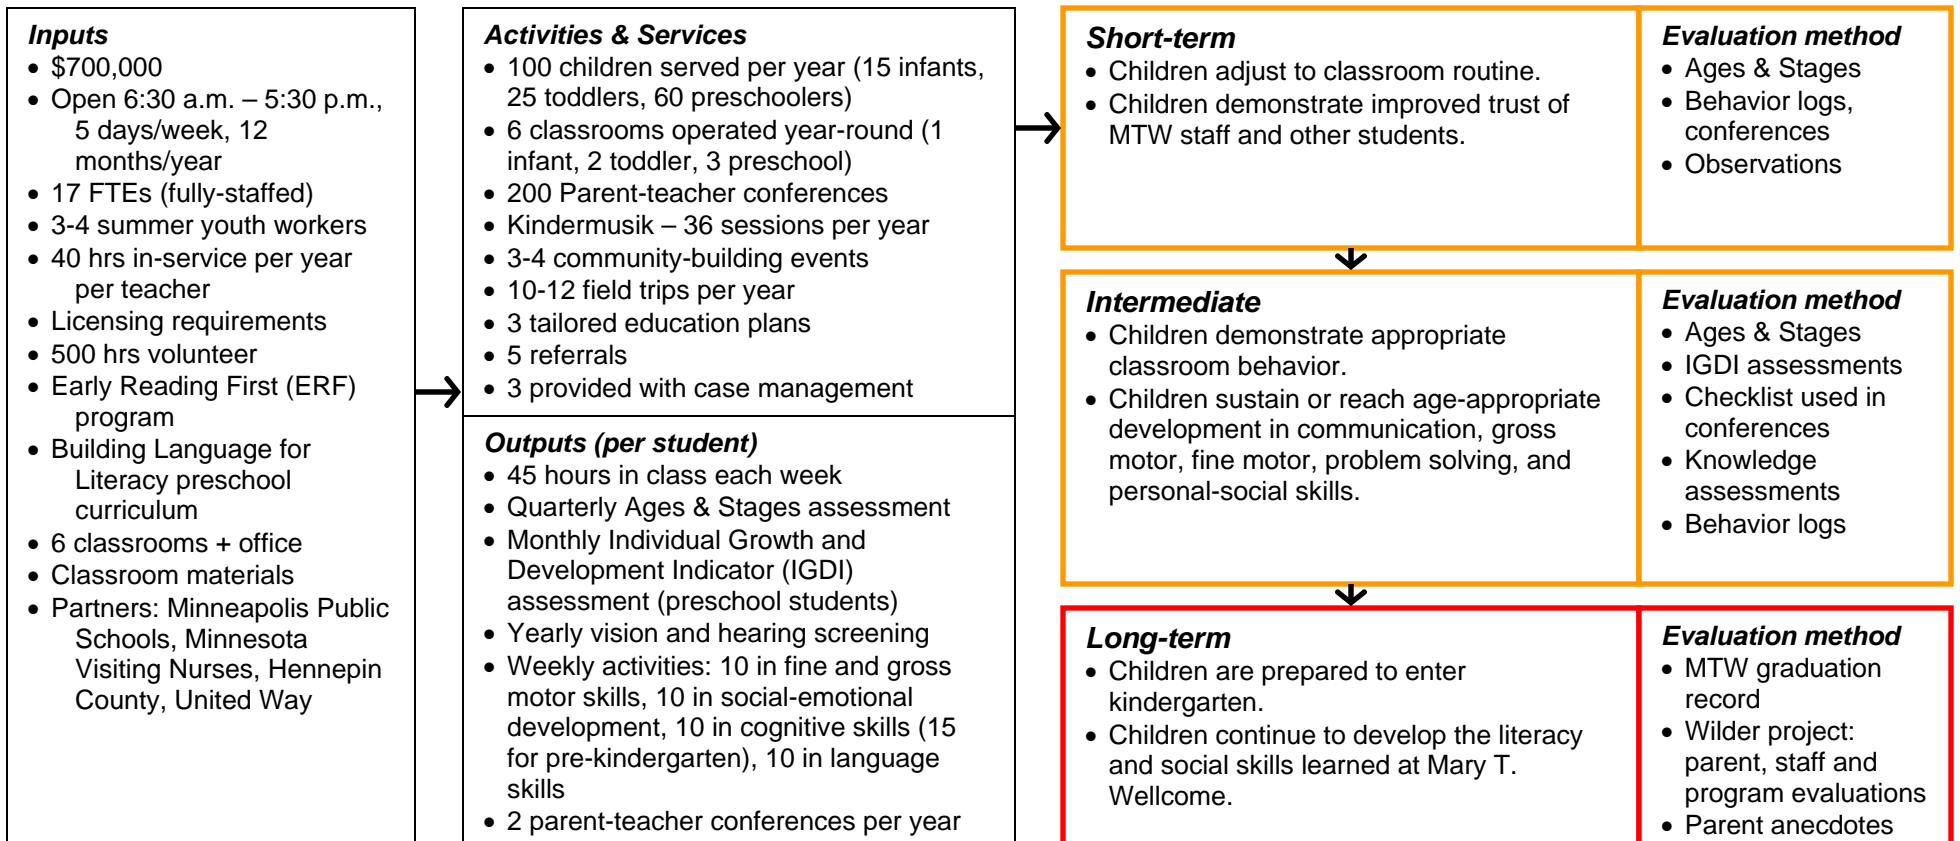 Inputs
• $700,000
• Open 6:30 a.m. – 5:30 p.m.,
5 days/week, 12
months/year
• 17 FTEs (fully-staffed)
• 3-4 summer youth workers
• 40 hrs in-service per year
per teacher
• Licensing requirements
• 500 hrs volunteer
• Early Reading First (ERF)
program
• Building Language for
Literacy preschool
curriculum
• 6 classrooms + office
• Classroom materials
• Partners: Minneapolis Public
Schools, Minnesota
Visiting Nurses, Hennepin
County, United Way
Activities & Services
• 100 children served per year (15 infants,
25 toddlers, 60 preschoolers)
• 6 classrooms operated year-round (1
infant, 2 toddler, 3 preschool)
• 200 Parent-teacher conferences
• Kindermusik – 36 sessions per year
• 3-4 community-building events
• 10-12 field trips per year
• 3 tailored education plans
• 5 referrals
• 3 provided with case management
Outputs (per student)
• 45 hours in class each week
• Quarterly Ages & Stages assessment
• Monthly Individual Growth and
Development Indicator (IGDI)
assessment (preschool students)
• Yearly vision and hearing screening
• Weekly activities: 10 in fine and gross
motor skills, 10 in social-emotional
development, 10 in cognitive skills (15
for pre-kindergarten), 10 in language
skills
• 2 parent-teacher conferences per year
Short-term
• Children adjust to classroom routine.
• Children demonstrate improved trust of
MTW staff and other students.
Evaluation method
• Ages & Stages
• Behavior logs,
conferences
• Observations
Intermediate
• Children demonstrate appropriate
classroom behavior.
• Children sustain or reach age-appropriate
development in communication, gross
motor, fine motor, problem solving, and
personal-social skills.
Evaluation method
• Ages & Stages
• IGDI assessments
• Checklist used in
conferences
• Knowledge
assessments
• Behavior logs
Long-term
• Children are prepared to enter
kindergarten.
• Children continue to develop the literacy
and social skills learned at Mary T.
Wellcome.
Evaluation method
• MTW graduation
record
• Wilder project:
parent, staff and
program evaluations
• Parent anecdotes